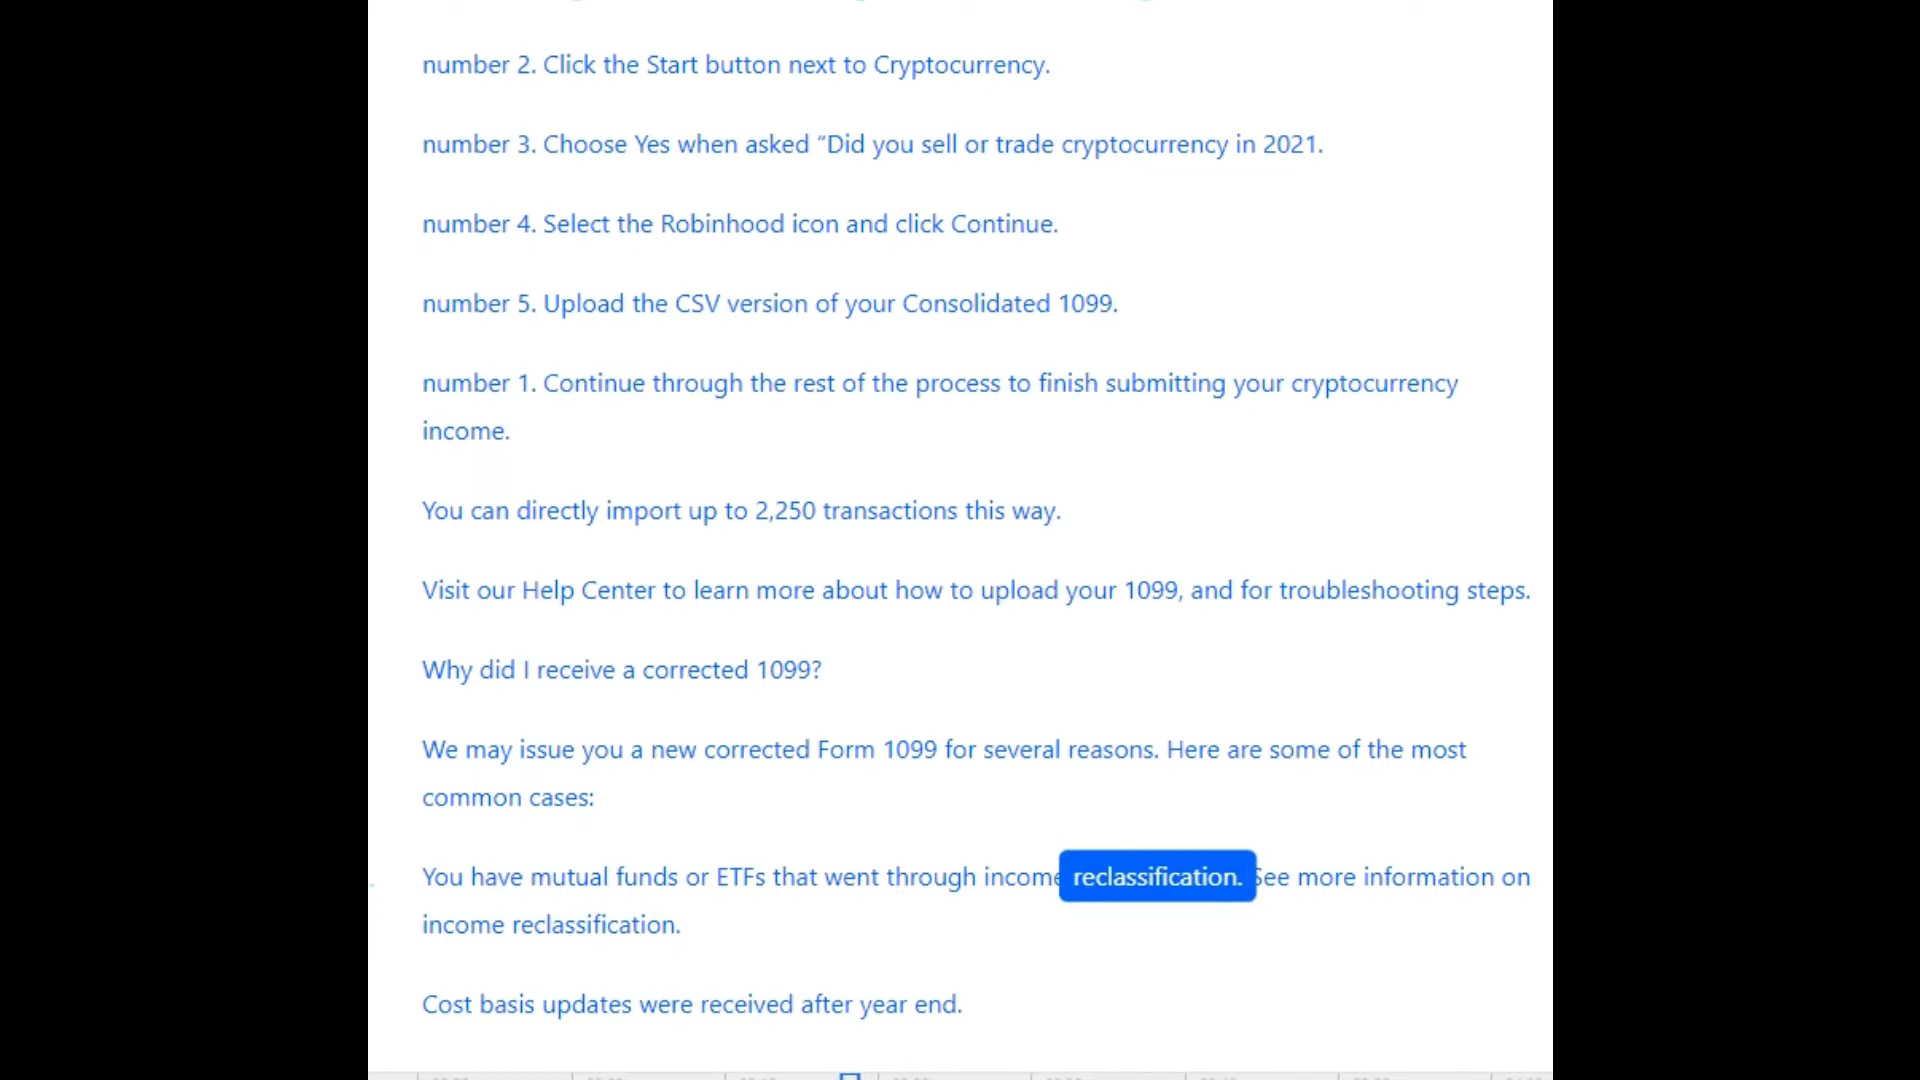 number 2. Click the Start button next to Cryptocurrency.
number 3. Choose Yes when asked “Did you sell or trade cryptocurrency in 2021.
number 4. Select the Robinhood icon and click Continue.
number 5. Upload the CSV version of your Consolidated 1099.
number 1. Continue through the rest of the process to finish submitting your cryptocurrency
income.
You can directly import up to 2,250 transactions this way.
Visit our Help Center to learn more about how to upload your 1099, and for troubleshooting steps.
Why did I receive a corrected 1099?
We may issue you a new corrected Form 1099 for several reasons. Here are some of the most
common cases:
You have mutual funds or ETFs that went through income reclassification. See more information on
income reclassification.
Cost basis updates were received after year end.